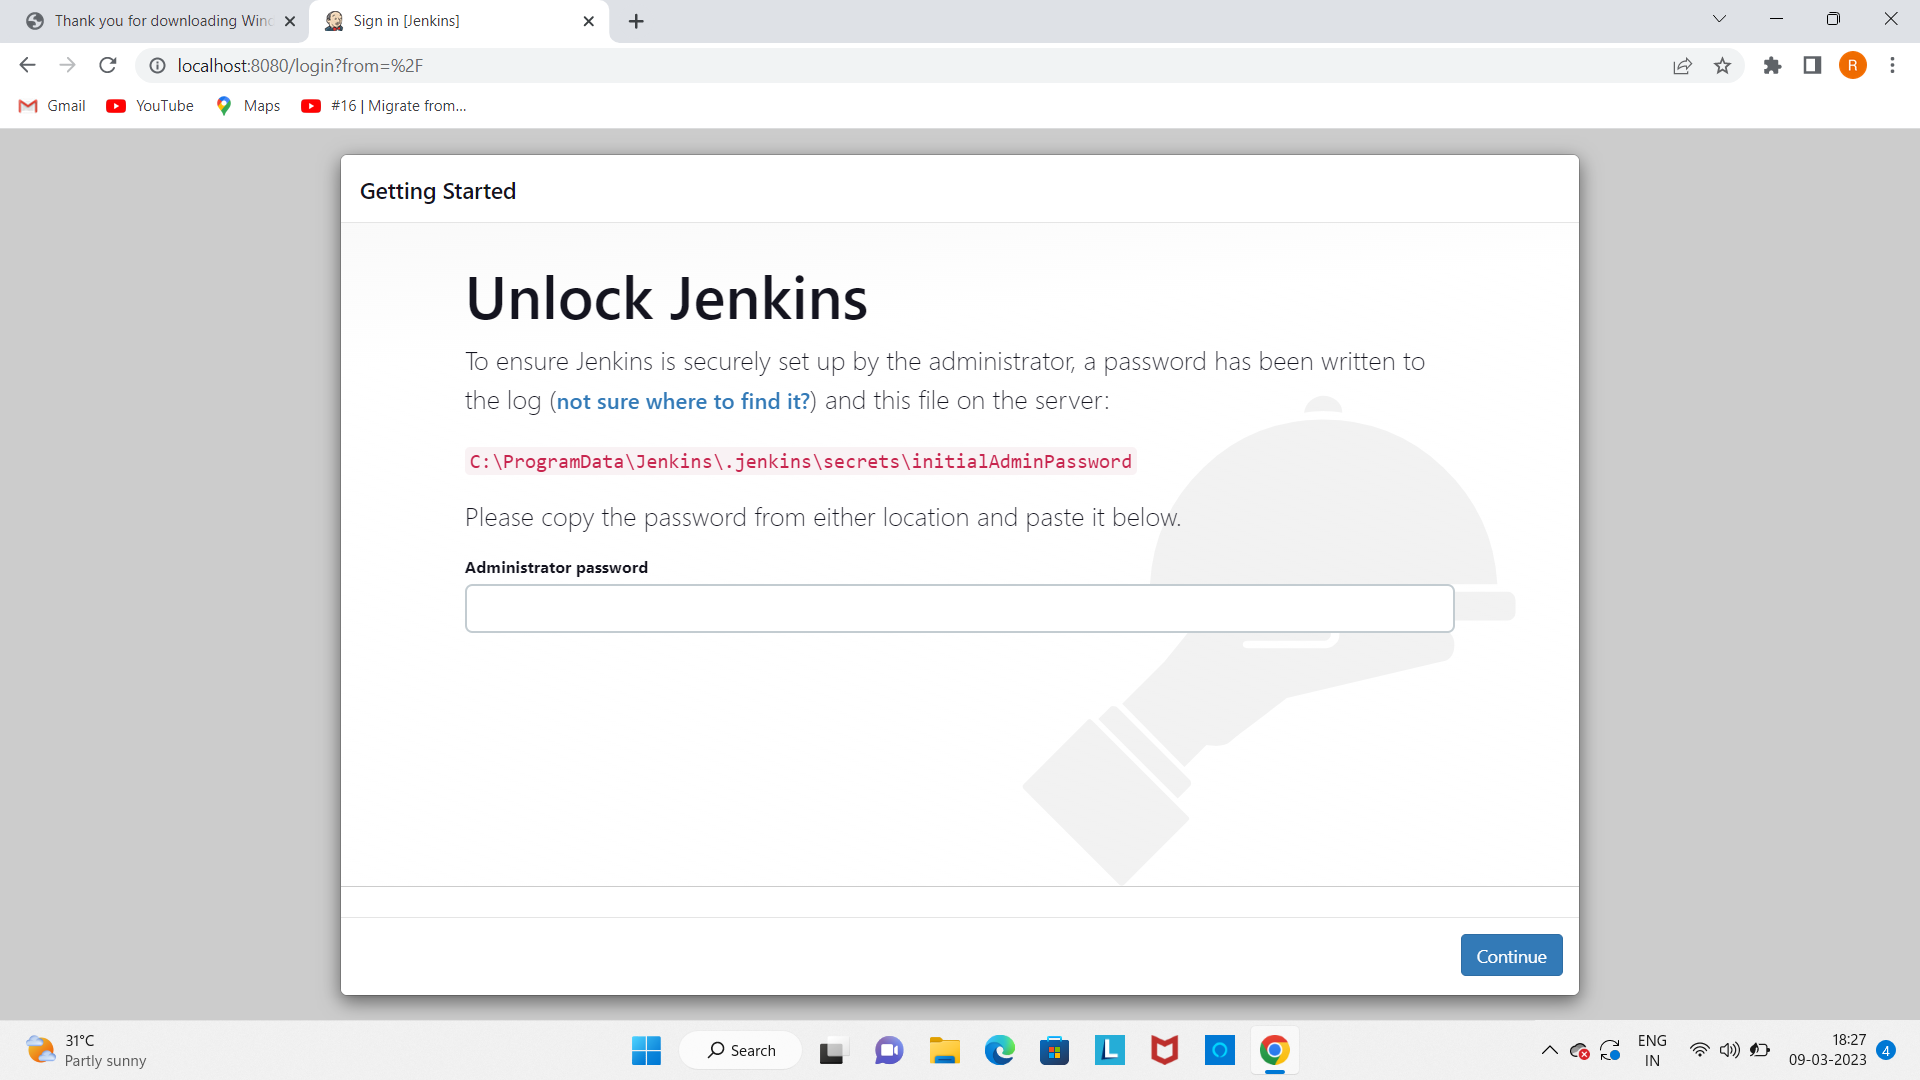 Thank you for downloading Winc
Sign in [Jenkins]
localhost:8080/login?from=%2F
R
Gmail
YouTube
Maps
#16 | Migrate from...
Getting Started
Unlock Jenkins
To ensure Jenkins is securely set up by the administrator, a password has been written to
the log (not sure where to find it?) and this file on the server:
C:\ProgramData\Jenkins\.jenkins\secrets\initialAdminPassword
Please copy the password from either location and paste it below.
Administrator password
Continue
31°C
Partly sunny
Search
L
ENG
IN
18:27
09-03-2023
4